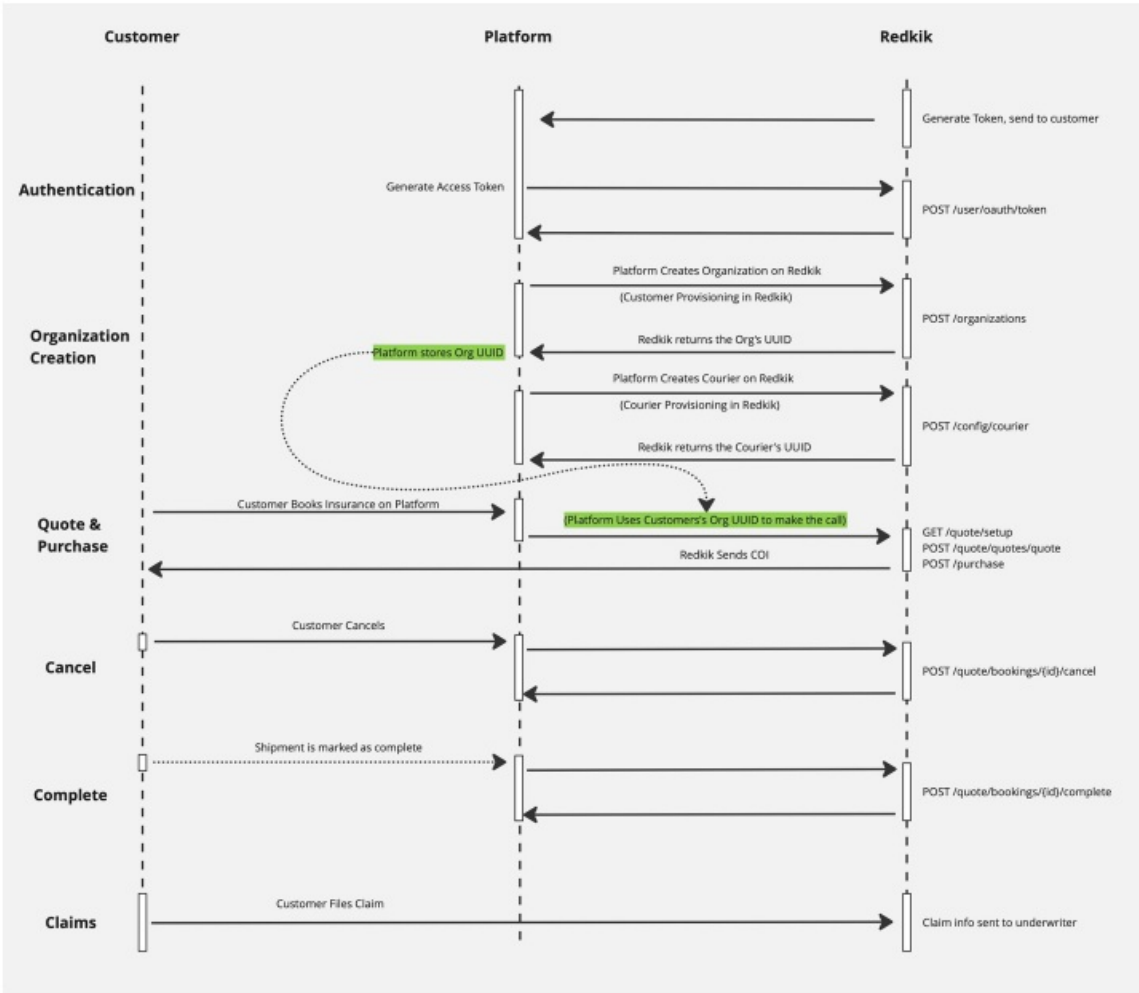 Customer
Platform
Redkik
Generate Token, send to customer
Authentication
Generate Access Token
POST /user/oauth/token
Platform Creates Organization on Redkik
(Customer Provisioning in Redkik)
POST /organizations
Organization
Creation
Redkik returns the Org's UUID
Platform stores Org UUID
Platform Creates Courier on Redkik
(Courier Provisioning in Redkik)
POST /config/courier
Redkik returns the Courier's UUID
Customer Books Insurance on Platform
Quote &
Purchase
(Platform Uses Customers's Org UUID to make the call)
GET /quote/setup
POST /quote/quotes/quote
POST /purchase
Redkik Sends COI
Customer Cancels
Cancel
POST /quote/bookings/{id}/cancel
Shipment is marked as complete
Complete
POST /quote/bookings/{id}/complete
Customer Files Claim
Claims
Claim info sent to underwriter